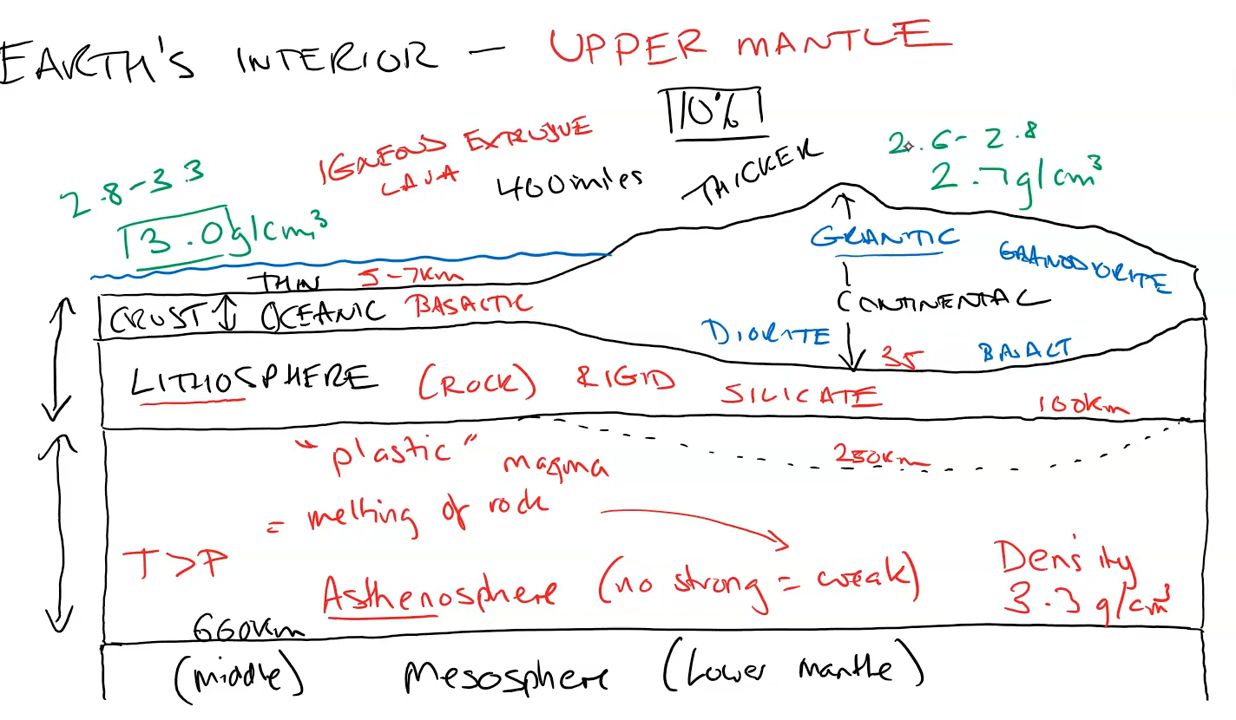 EARTH'S INTERIOR — UPPER MANTLE
10%
IGNEOUS EXTRUSIVE
LAVA
400miles
THICKER
2.8-3.3
3.0g/cm³
2.6-2.8
2.7g/cm³
THIN 5-7km
CRUST OCEANIC BASALTIC
GRANITIC
GRANODIORITE
CONTINENTAL
DIORITE
35
BASALT
LITHOSPHERE (ROCK) RIGID SILICATE
100km
"plastic" magma
250km
= melting of rock
T>P
Asthenosphere (no strong = weak)
Density
3.3g/cm³
660km
(middle) Mesosphere (Lower mantle)